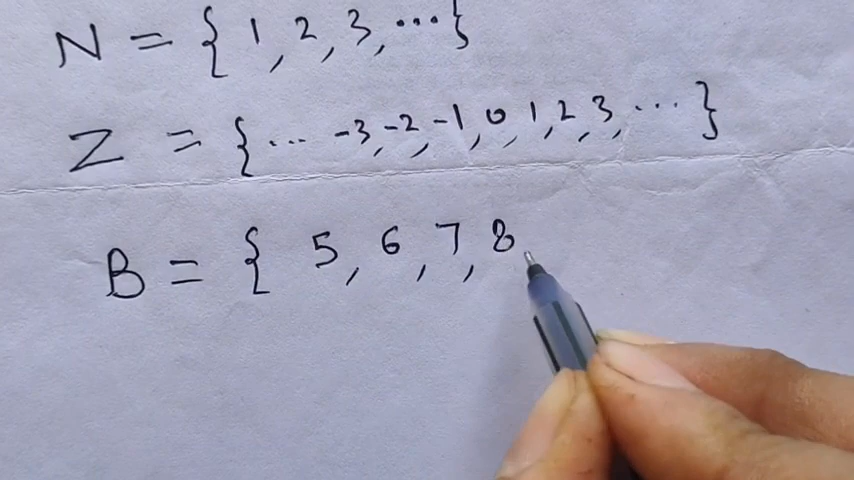 N = { 1, 2, 3, ... }
Z = { ... -3, -2, -1, 0, 1, 2, 3, ... }
B = { 5, 6, 7, 8